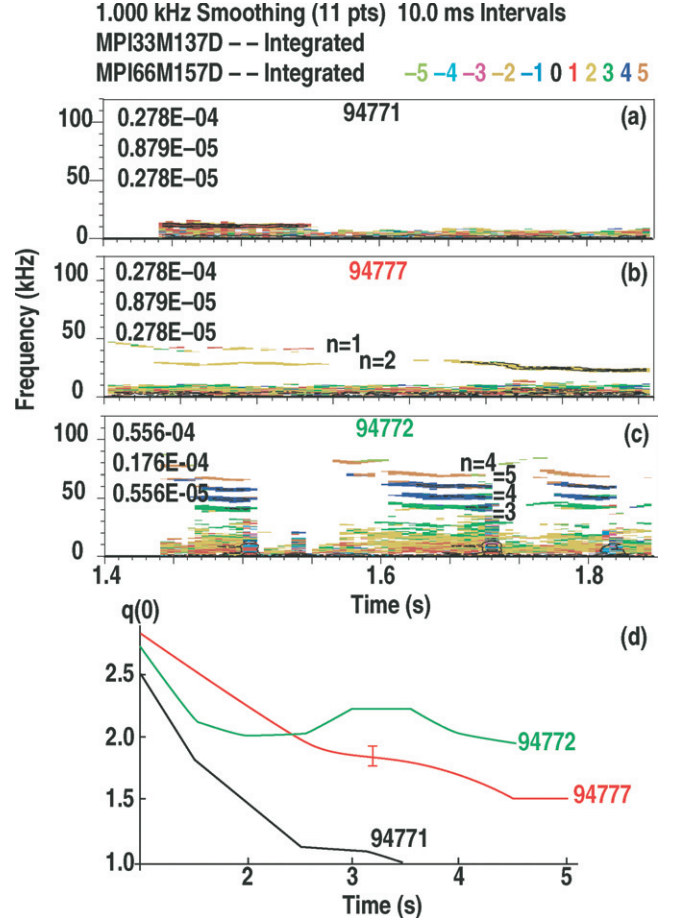 1.000 kHz Smoothing (11 pts) 10.0 ms Intervals
MPI33M137D – – Integrated
MPI66M157D – – Integrated –5 –4 –3 –2 –1 0 1 2 3 4 5
Frequency (kHz)
100
50
0
0.278E–04
0.879E–05
0.278E–05
94771
(a)
100
50
0
0.278E–04
0.879E–05
0.278E–05
94777
(b)
n=1
n=2
100
50
0
0.556-04
0.176E–04
0.556E–05
94772
(c)
n=4
=5
=4
=3
1.4 1.6 1.8
Time (s)
q(0)
(d)
2.5
2.0
1.5
1.0
94772
94777
94771
2 3 4 5
Time (s)